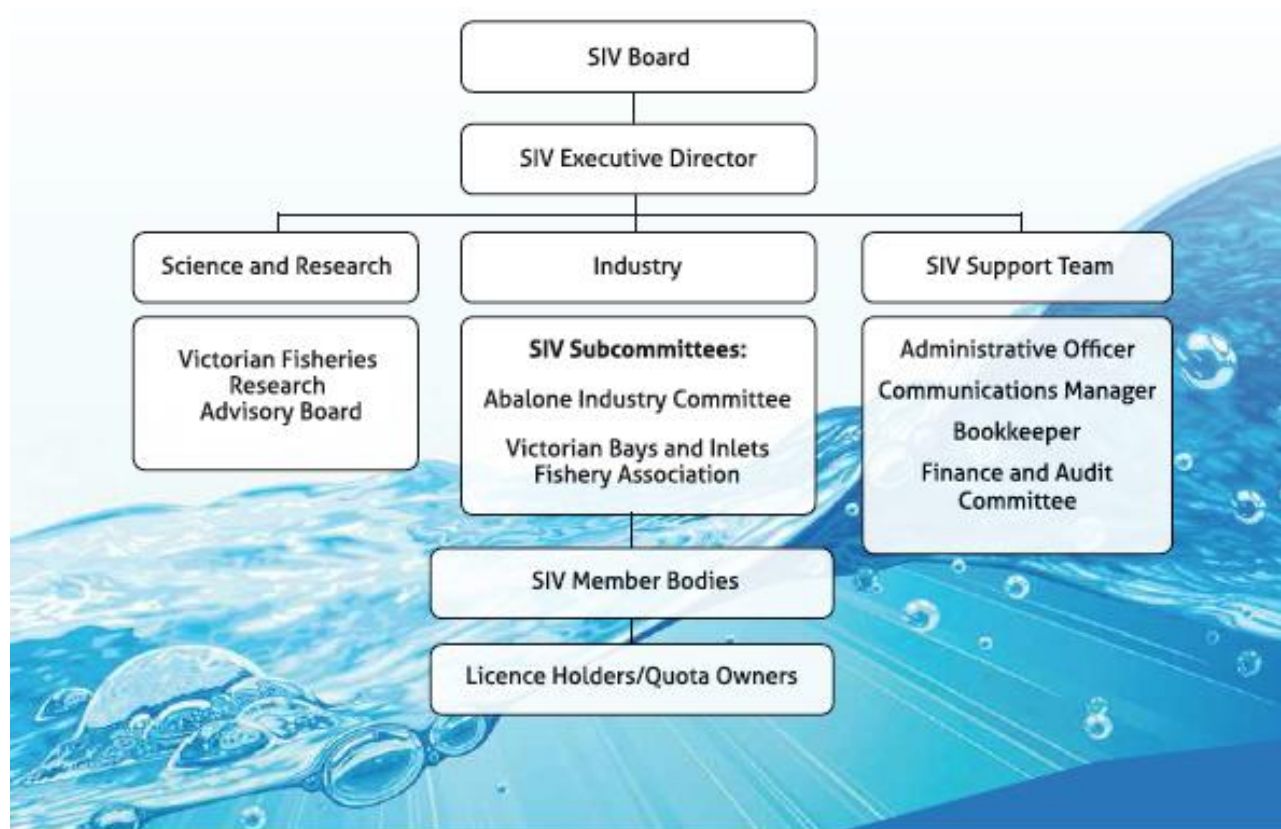 SIV Board
SIV Executive Director
Science and Research
Industry
SIV Support Team
Victorian Fisheries
Research
Advisory Board
SIV Subcommittees:
Abalone Industry Committee
Victorian Bays and Inlets
Fishery Association
Administrative Officer
Communications Manager
Bookkeeper
Finance and Audit
Committee
SIV Member Bodies
Licence Holders/Quota Owners